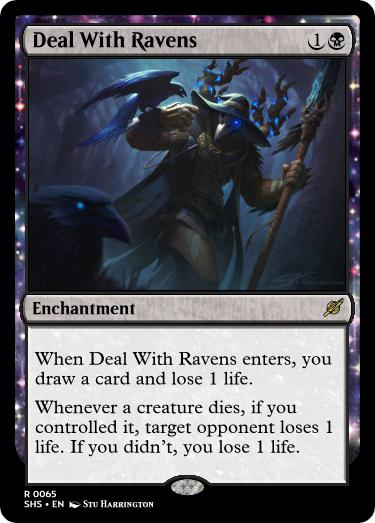 Deal With Ravens 1
Enchantment
When Deal With Ravens enters, you
draw a card and lose 1 life.
Whenever a creature dies, if you
controlled it, target opponent loses 1
life. If you didn't, you lose 1 life.
R 0065
SHS • EN Stu Harrington